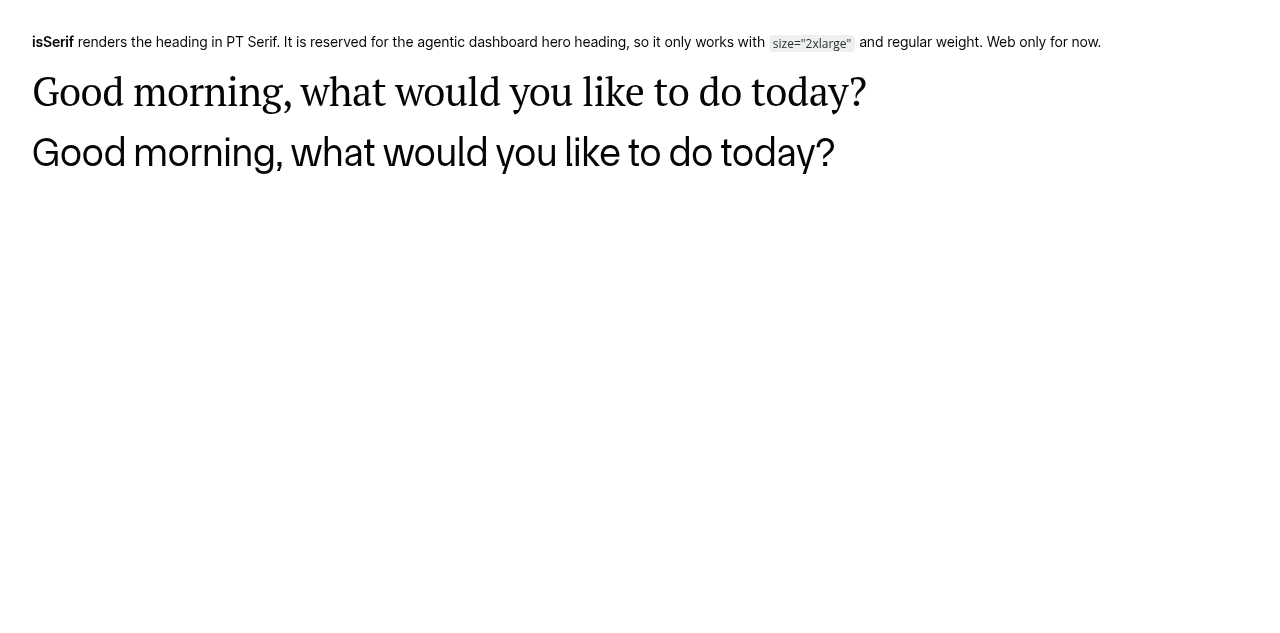 isSerif renders the heading in PT Serif. It is reserved for the agentic dashboard hero heading, so it only works with size="2xlarge" and regular weight. Web only for now.
Good morning, what would you like to do today?
Good morning, what would you like to do today?